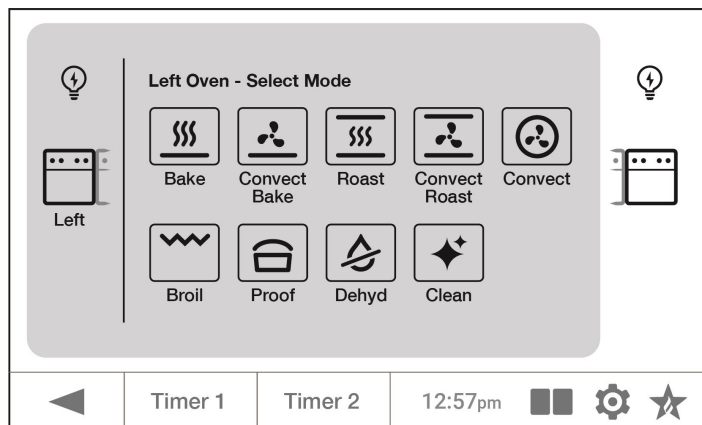 Left Oven - Select Mode
Bake
Convect
Bake
Roast
Convect
Roast
Convect
Left
Broil
Proof
Dehyd
Clean
Timer 1
Timer 2
12:57pm